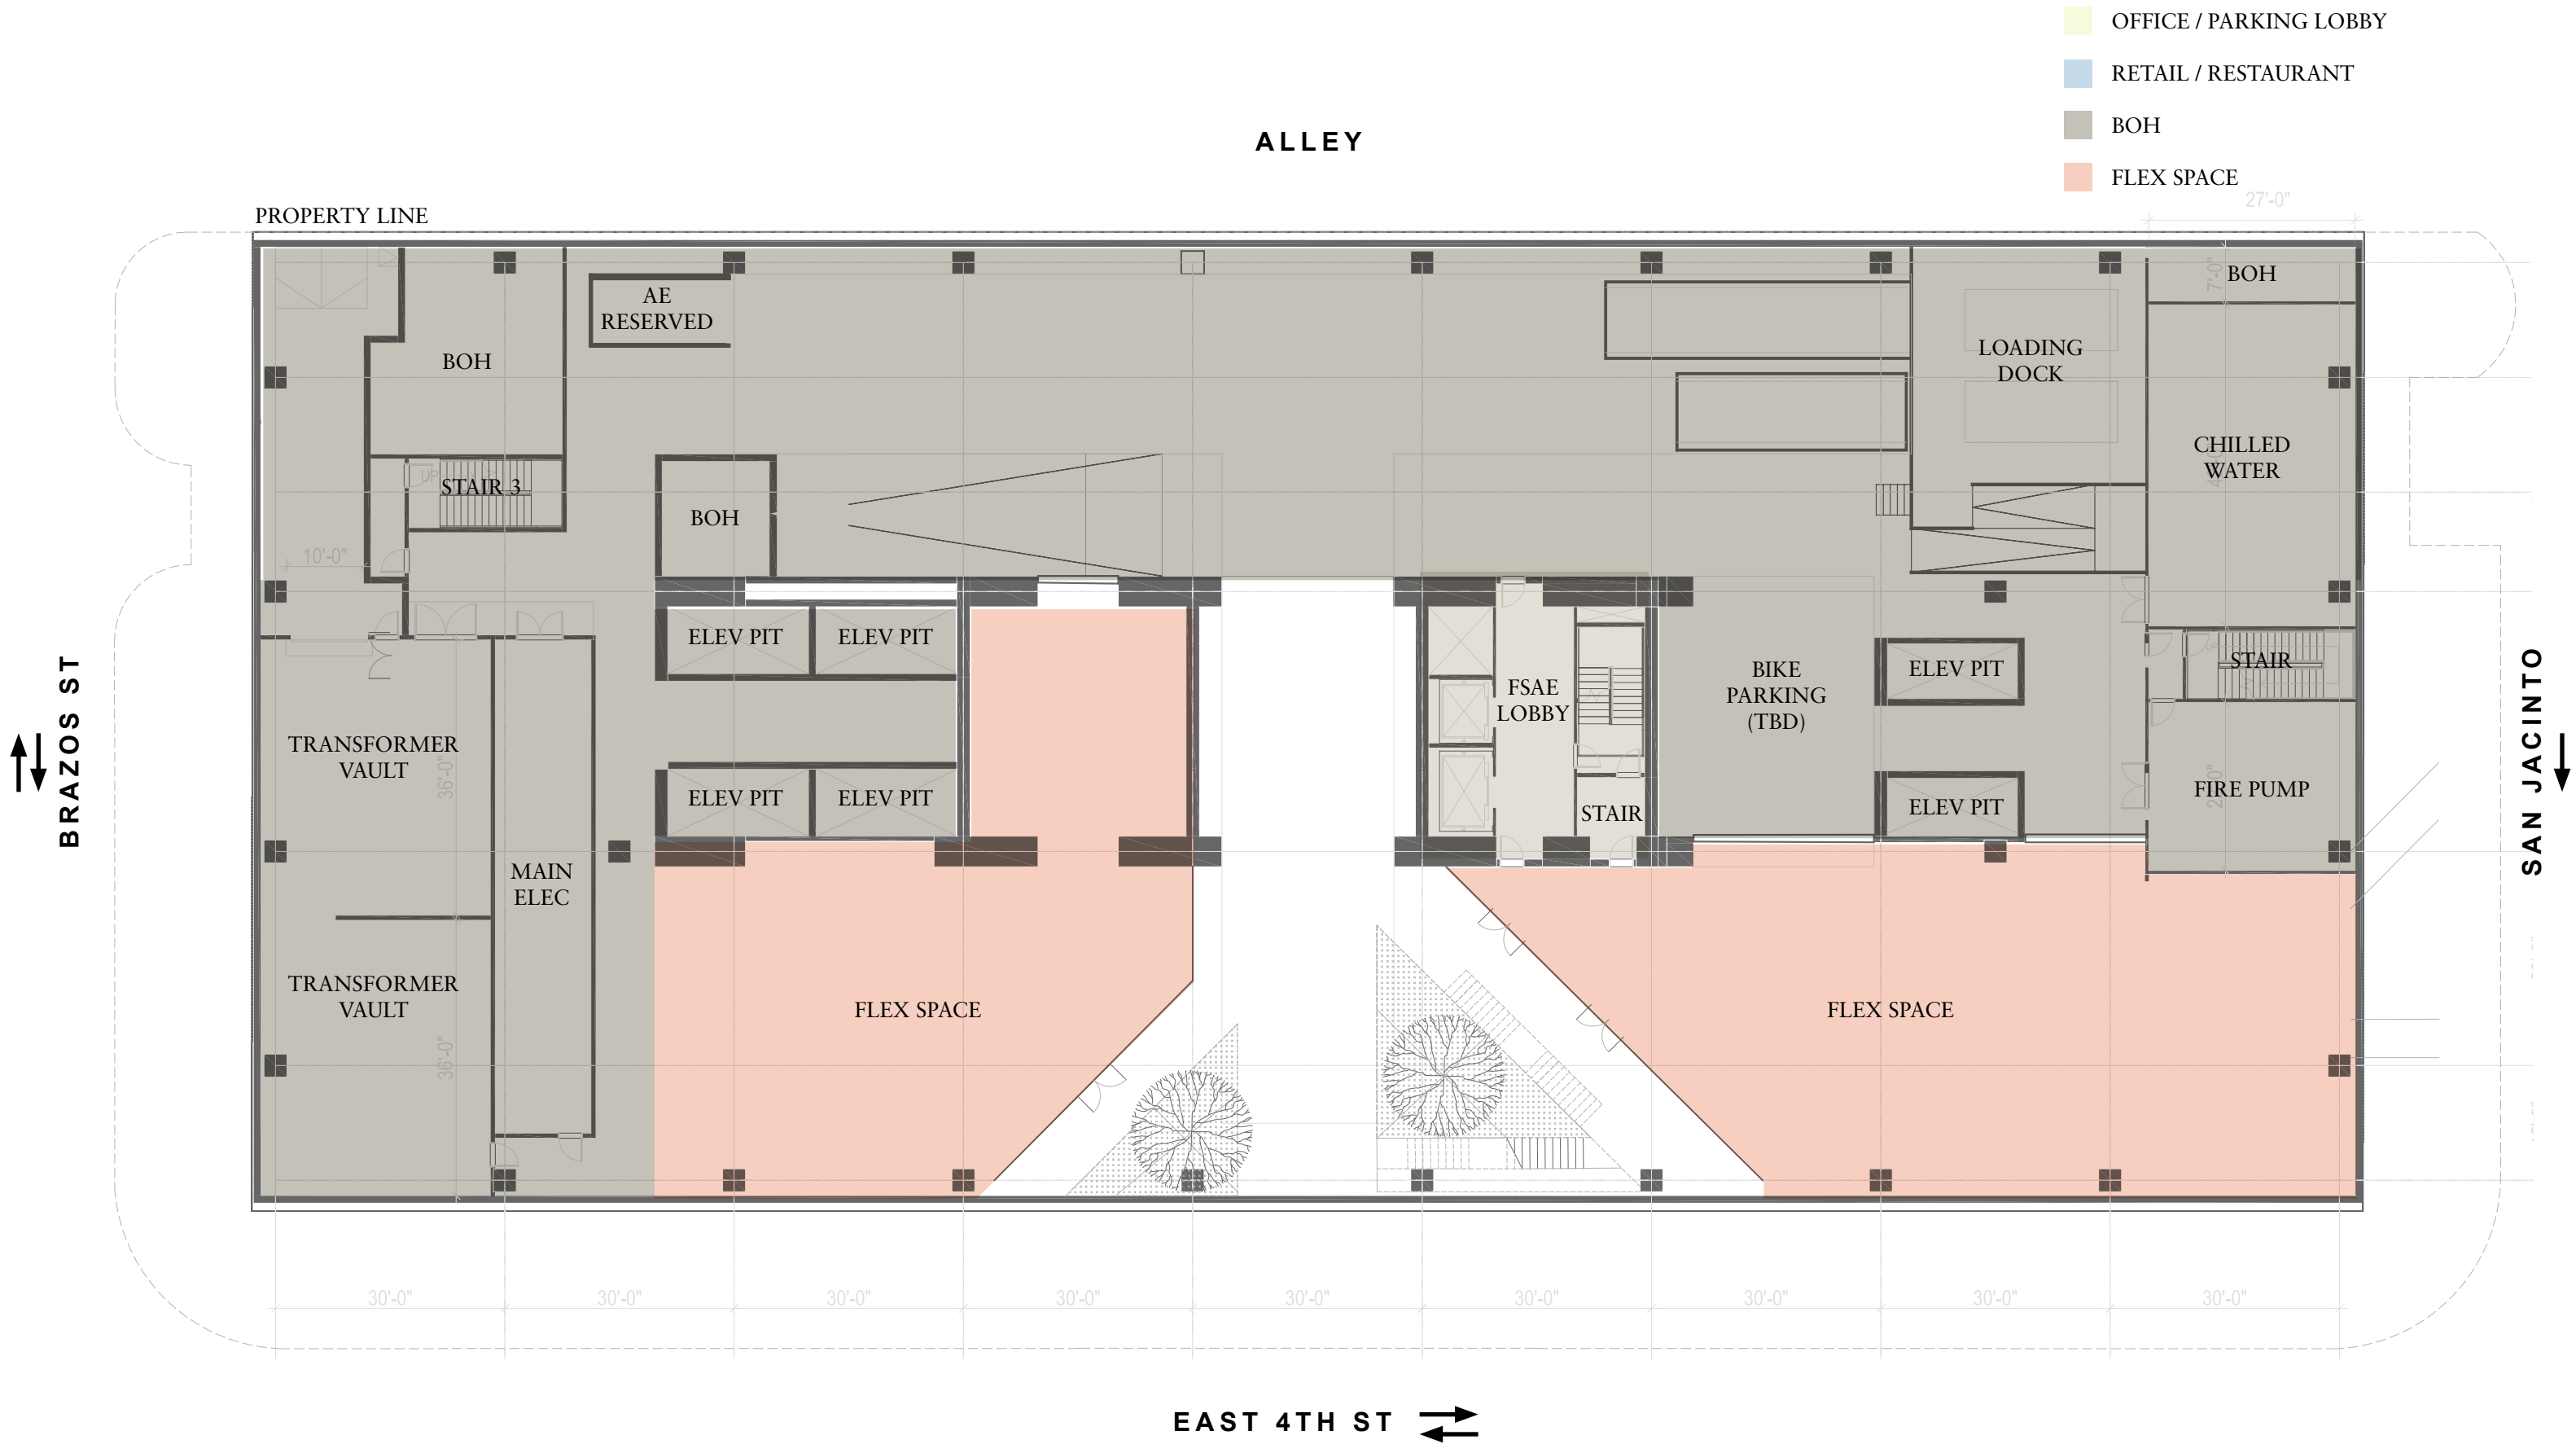 OFFICE / PARKING LOBBY
RETAIL / RESTAURANT
BOH
FLEX SPACE
ALLEY
27'-0"
PROPERTY LINE
7'-0"
BOH
AE
RESERVED
BOH
LOADING
DOCK
CHILLED
WATER
UP
STAIR 3
BOH
10'-0"
ELEV PIT
ELEV PIT
FSAE
LOBBY
BIKE
PARKING
(TBD)
ELEV PIT
UP
STAIR
BRAZOS ST
SAN JACINTO
TRANSFORMER
VAULT
36'-0"
ELEV PIT
ELEV PIT
STAIR
ELEV PIT
FIRE PUMP
MAIN
ELEC
TRANSFORMER
VAULT
36'-0"
FLEX SPACE
FLEX SPACE
30'-0"
30'-0"
30'-0"
30'-0"
30'-0"
30'-0"
30'-0"
30'-0"
30'-0"
EAST 4TH ST